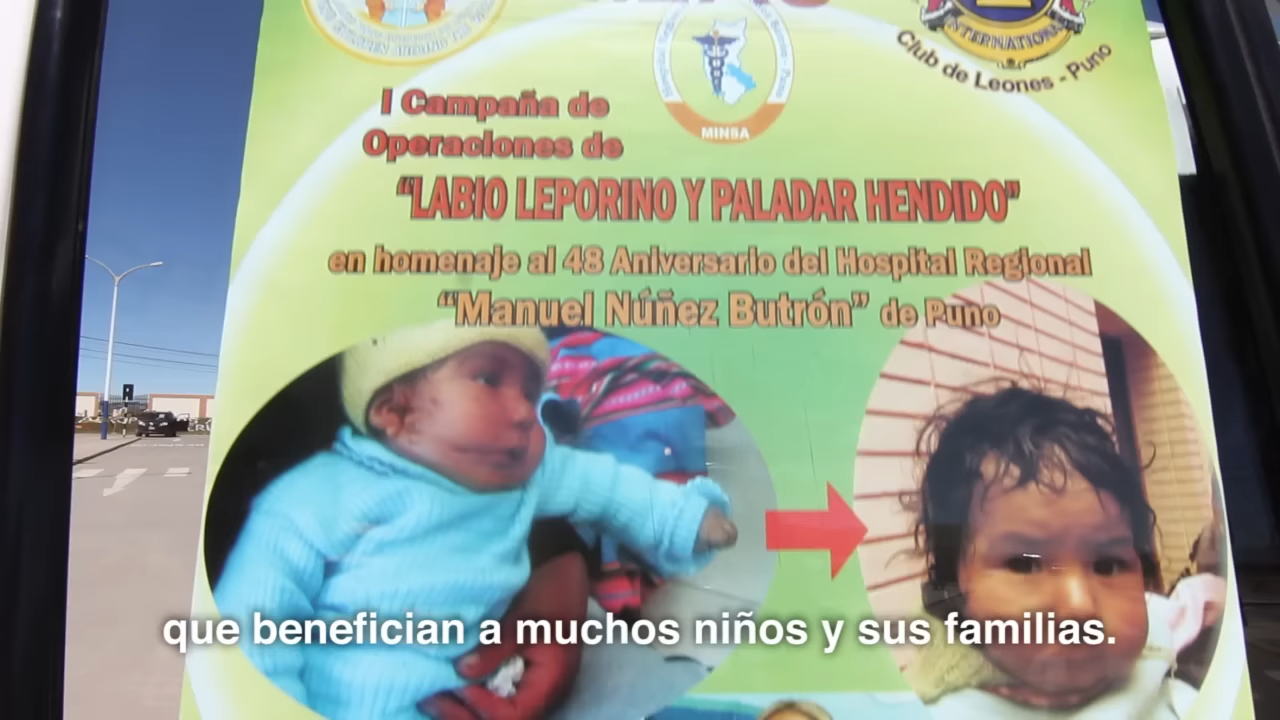 INTERNATIONAL
Club de Leones - Puno
MINSA
I Campaña de
Operaciones de
“LABIO LEPORINO Y PALADAR HENDIDO”
en homenaje al 48 Aniversario del Hospital Regional
“Manuel Núñez Butrón” de Puno
que benefician a muchos niños y sus familias.